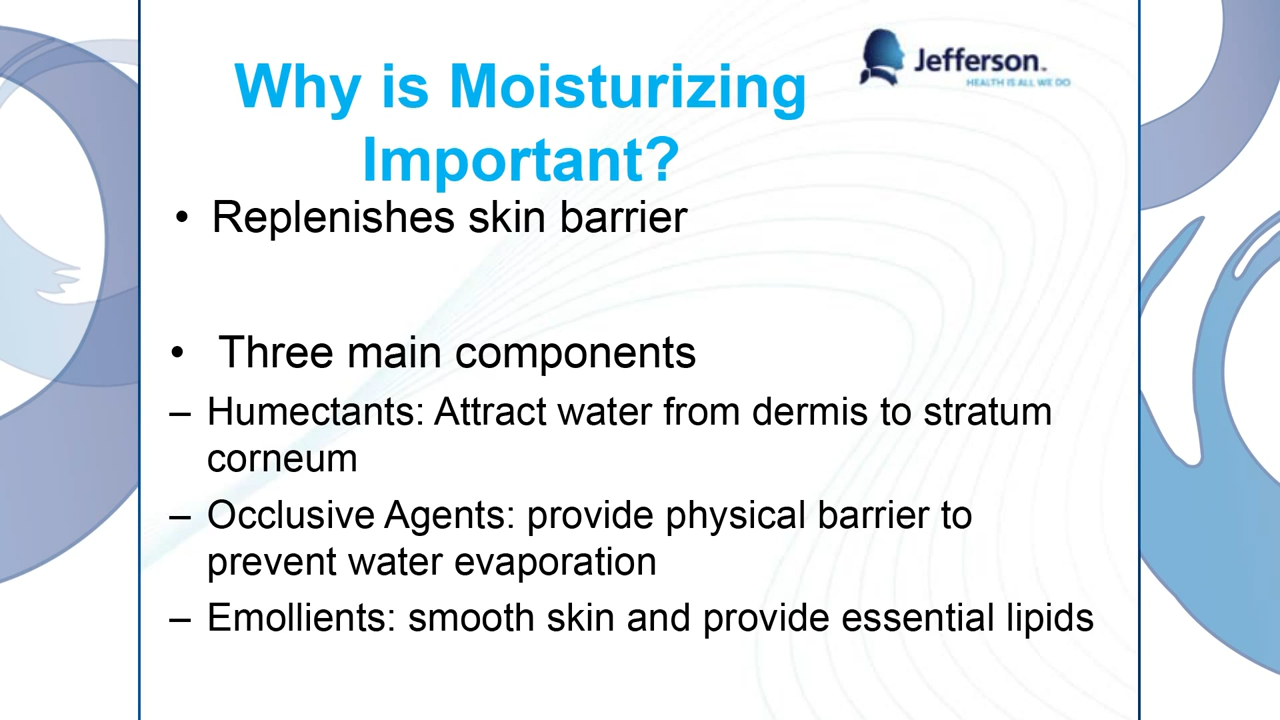 Why is Moisturizing
Important?
Jefferson™
HEALTH IS ALL WE DO
• Replenishes skin barrier
• Three main components
– Humectants: Attract water from dermis to stratum
corneum
– Occlusive Agents: provide physical barrier to
prevent water evaporation
– Emollients: smooth skin and provide essential lipids